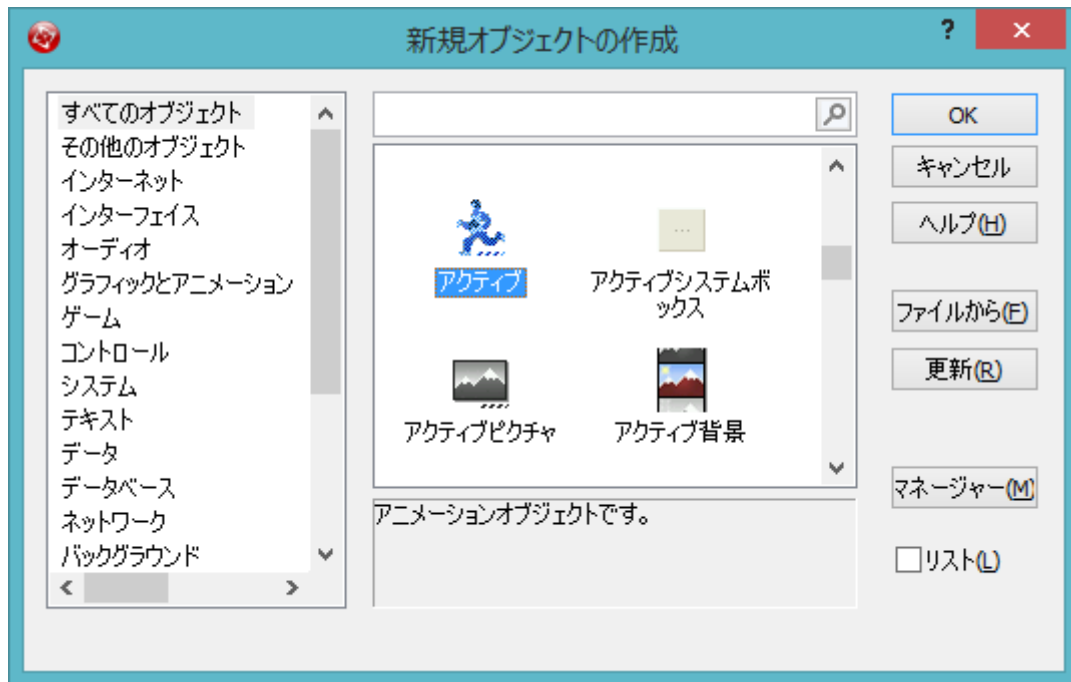 新規オブジェクトの作成
?
すべてのオブジェクト
その他のオブジェクト
インターネット
インターフェイス
オーディオ
グラフィックとアニメーション
ゲーム
コントロール
システム
テキスト
データ
データベース
ネットワーク
バックグラウンド
アクティブ
...
アクティブシステムボ
ックス
アクティブピクチャ
アクティブ背景
アニメーションオブジェクトです。
OK
キャンセル
ヘルプ(H)
ファイルから(F)
更新(R)
マネージャー(M)
リスト(L)